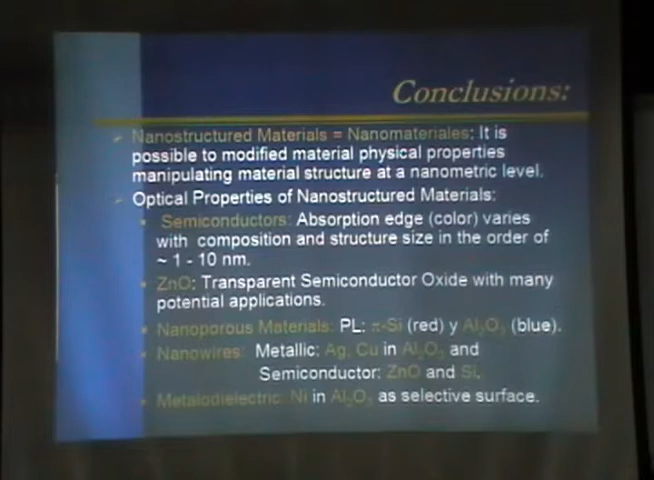 Conclusions:
Nanostructured Materials = Nanomateriales: It is
possible to modified material physical properties
manipulating material structure at a nanometric level.
Optical Properties of Nanostructured Materials:
Semiconductors: Absorption edge (color) varies
with composition and structure size in the order of
~ 1 - 10 nm.
ZnO: Transparent Semiconductor Oxide with many
potential applications.
Nanoporous Materials: PL: π-Si (red) y Al₂O₃ (blue).
Nanowires: Metallic: Ag, Cu in Al₂O₃ and
Semiconductor: ZnO and Si.
Metalodielectric: Ni in Al₂O₃ as selective surface.